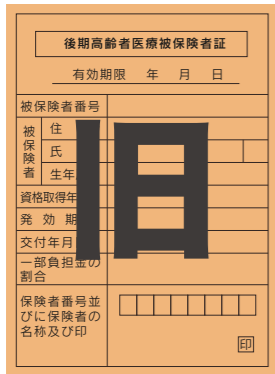 後期高齢者医療被保険者証
有効期限 年 月 日
被保険者番号
被保険者
住
氏
生年
資格取得年
発 効 期
交付年月
一部負担金の
割合
保険者番号並
びに保険者の
名称及び印
印
旧